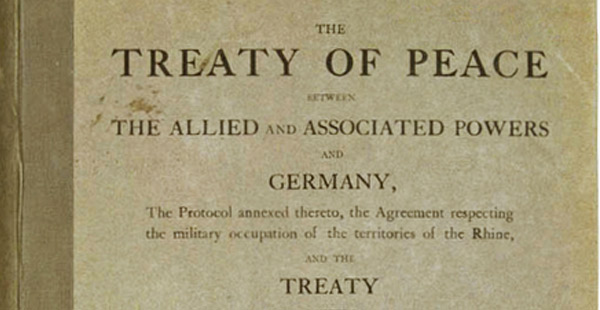 THE
TREATY OF PEACE
BETWEEN
THE ALLIED AND ASSOCIATED POWERS
AND
GERMANY,
The Protocol annexed thereto, the Agreement respecting
the military occupation of the territories of the Rhine,
AND THE
TREATY